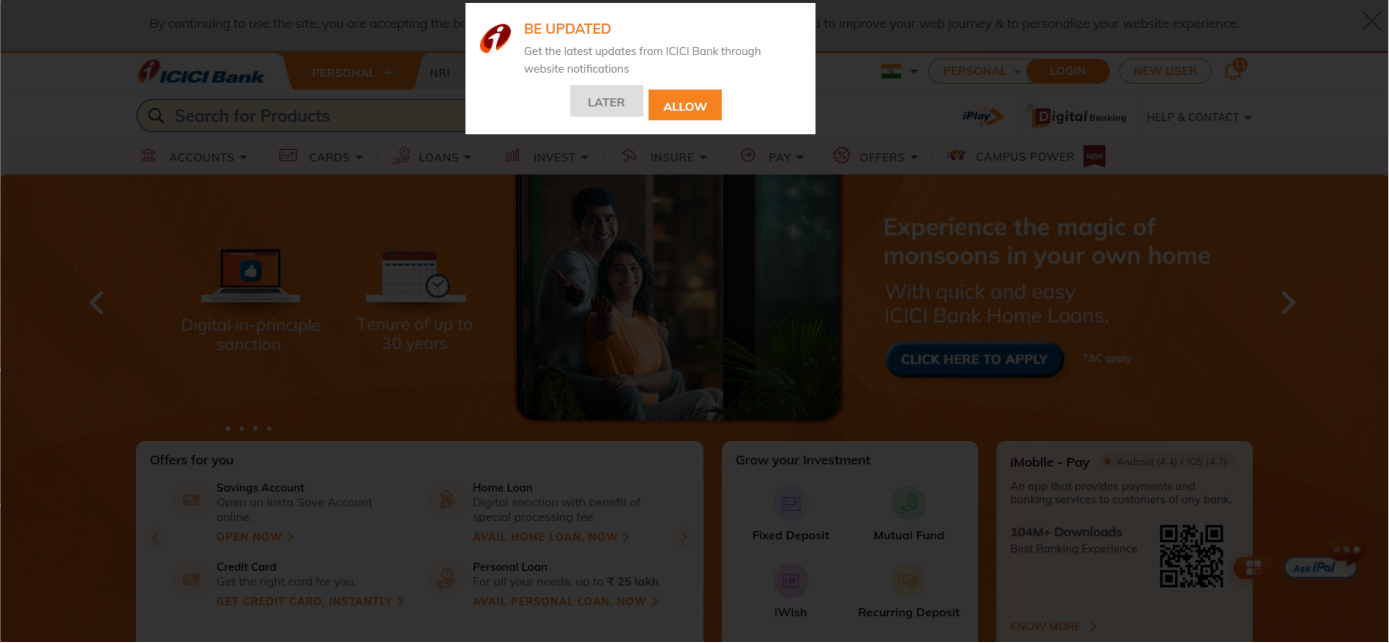 By continuing to use the site, you are accepting the bo
d to improve your web journey & to personalize your website experience.
BE UPDATED
Get the latest updates from ICICI Bank through
website notifications
LATER
ALLOW
ICICI Bank
PERSONAL +
NRI
PERSONAL
LOGIN
NEW USER
11
Search for Products
iPlay
Digital Banking
HELP & CONTACT
ACCOUNTS
CARDS
LOANS
INVEST
INSURE
PAY
OFFERS
CAMPUS POWER
NEW
Digital in-principle
sanction
Tenure of up to
30 years
Experience the magic of
monsoons in your own home
With quick and easy
ICICI Bank Home Loans.
CLICK HERE TO APPLY
T&C apply
Offers for you
Savings Account
Open an Insta Save Account
online.
OPEN NOW
Home Loan
Digital sanction with benefit of
special processing fee
AVAIL HOME LOAN, NOW
Credit Card
Get the right card for you.
GET CREDIT CARD, INSTANTLY
Personal Loan
For all your needs, up to ₹ 25 lakh
AVAIL PERSONAL LOAN, NOW
Grow your Investment
Fixed Deposit
Mutual Fund
iWish
Recurring Deposit
iMobile - Pay
Android (4.4) / IOS (4.7)
An app that provides payments and
banking services to customers of any bank.
104M+ Downloads
Best Banking Experience
KNOW MORE
Ask iPal